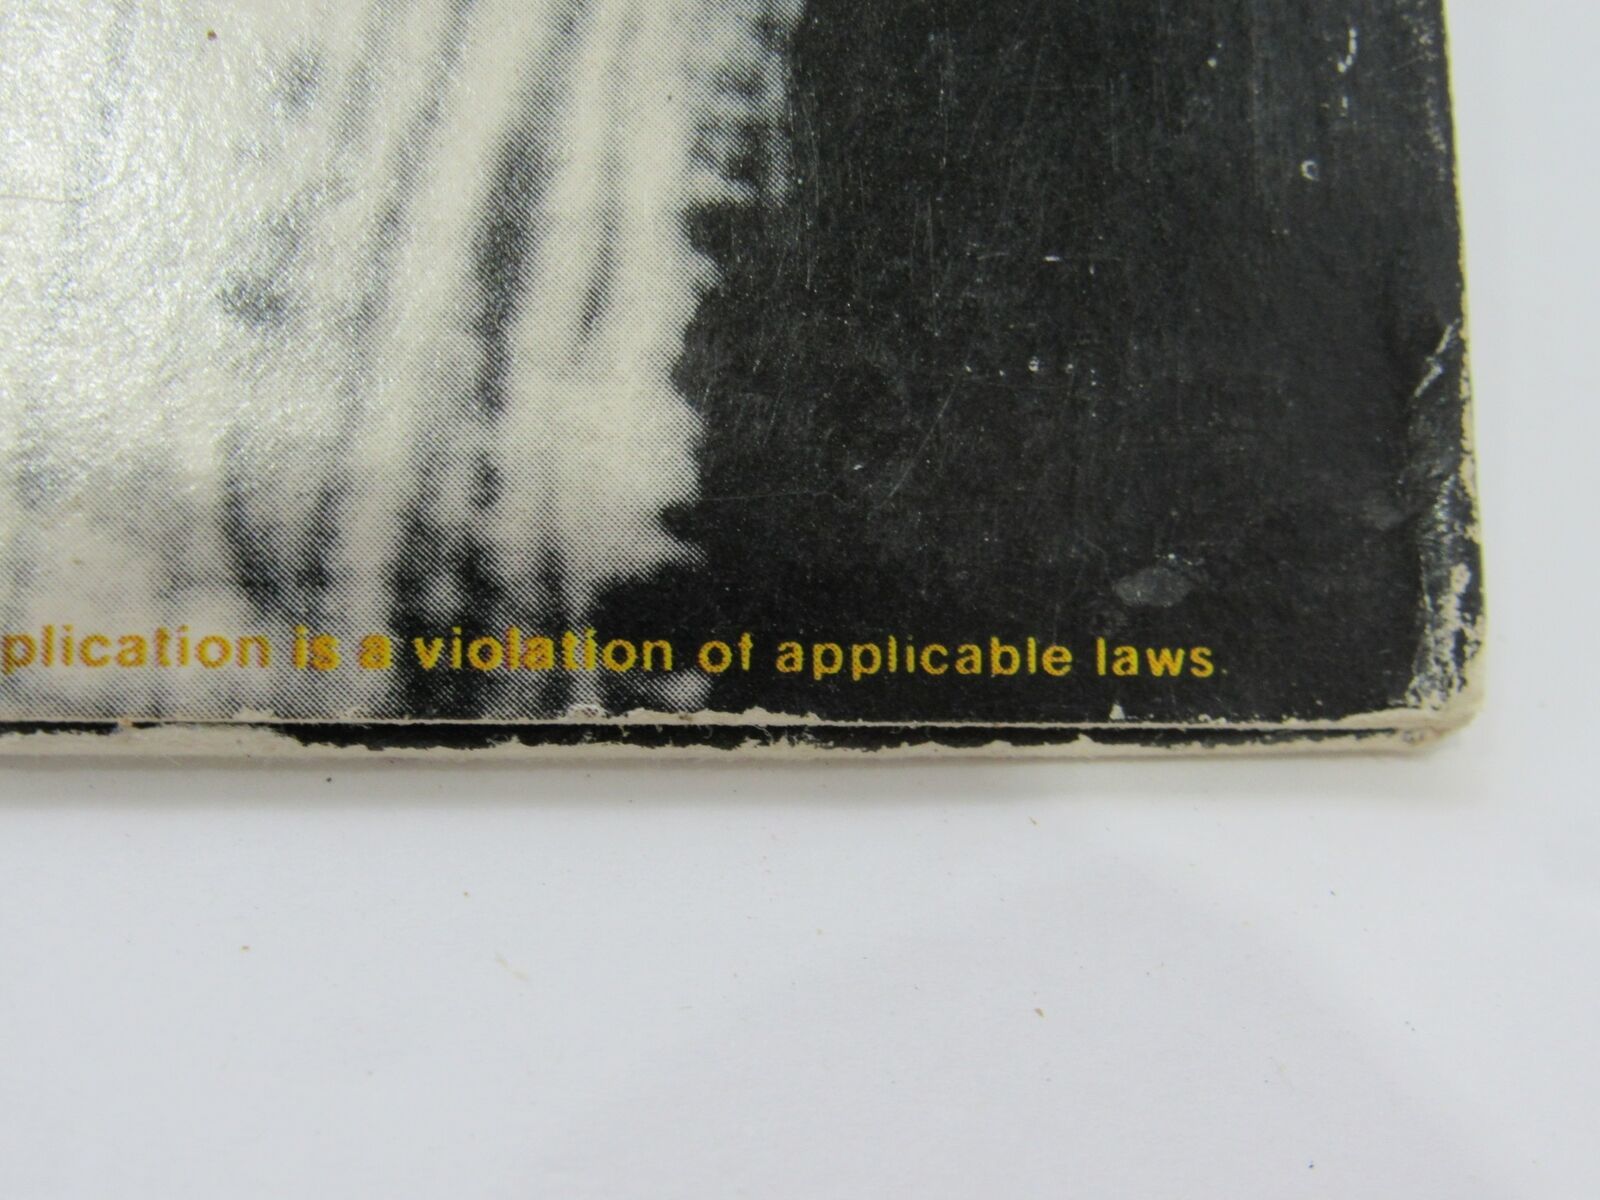 plication is a violation of applicable laws.